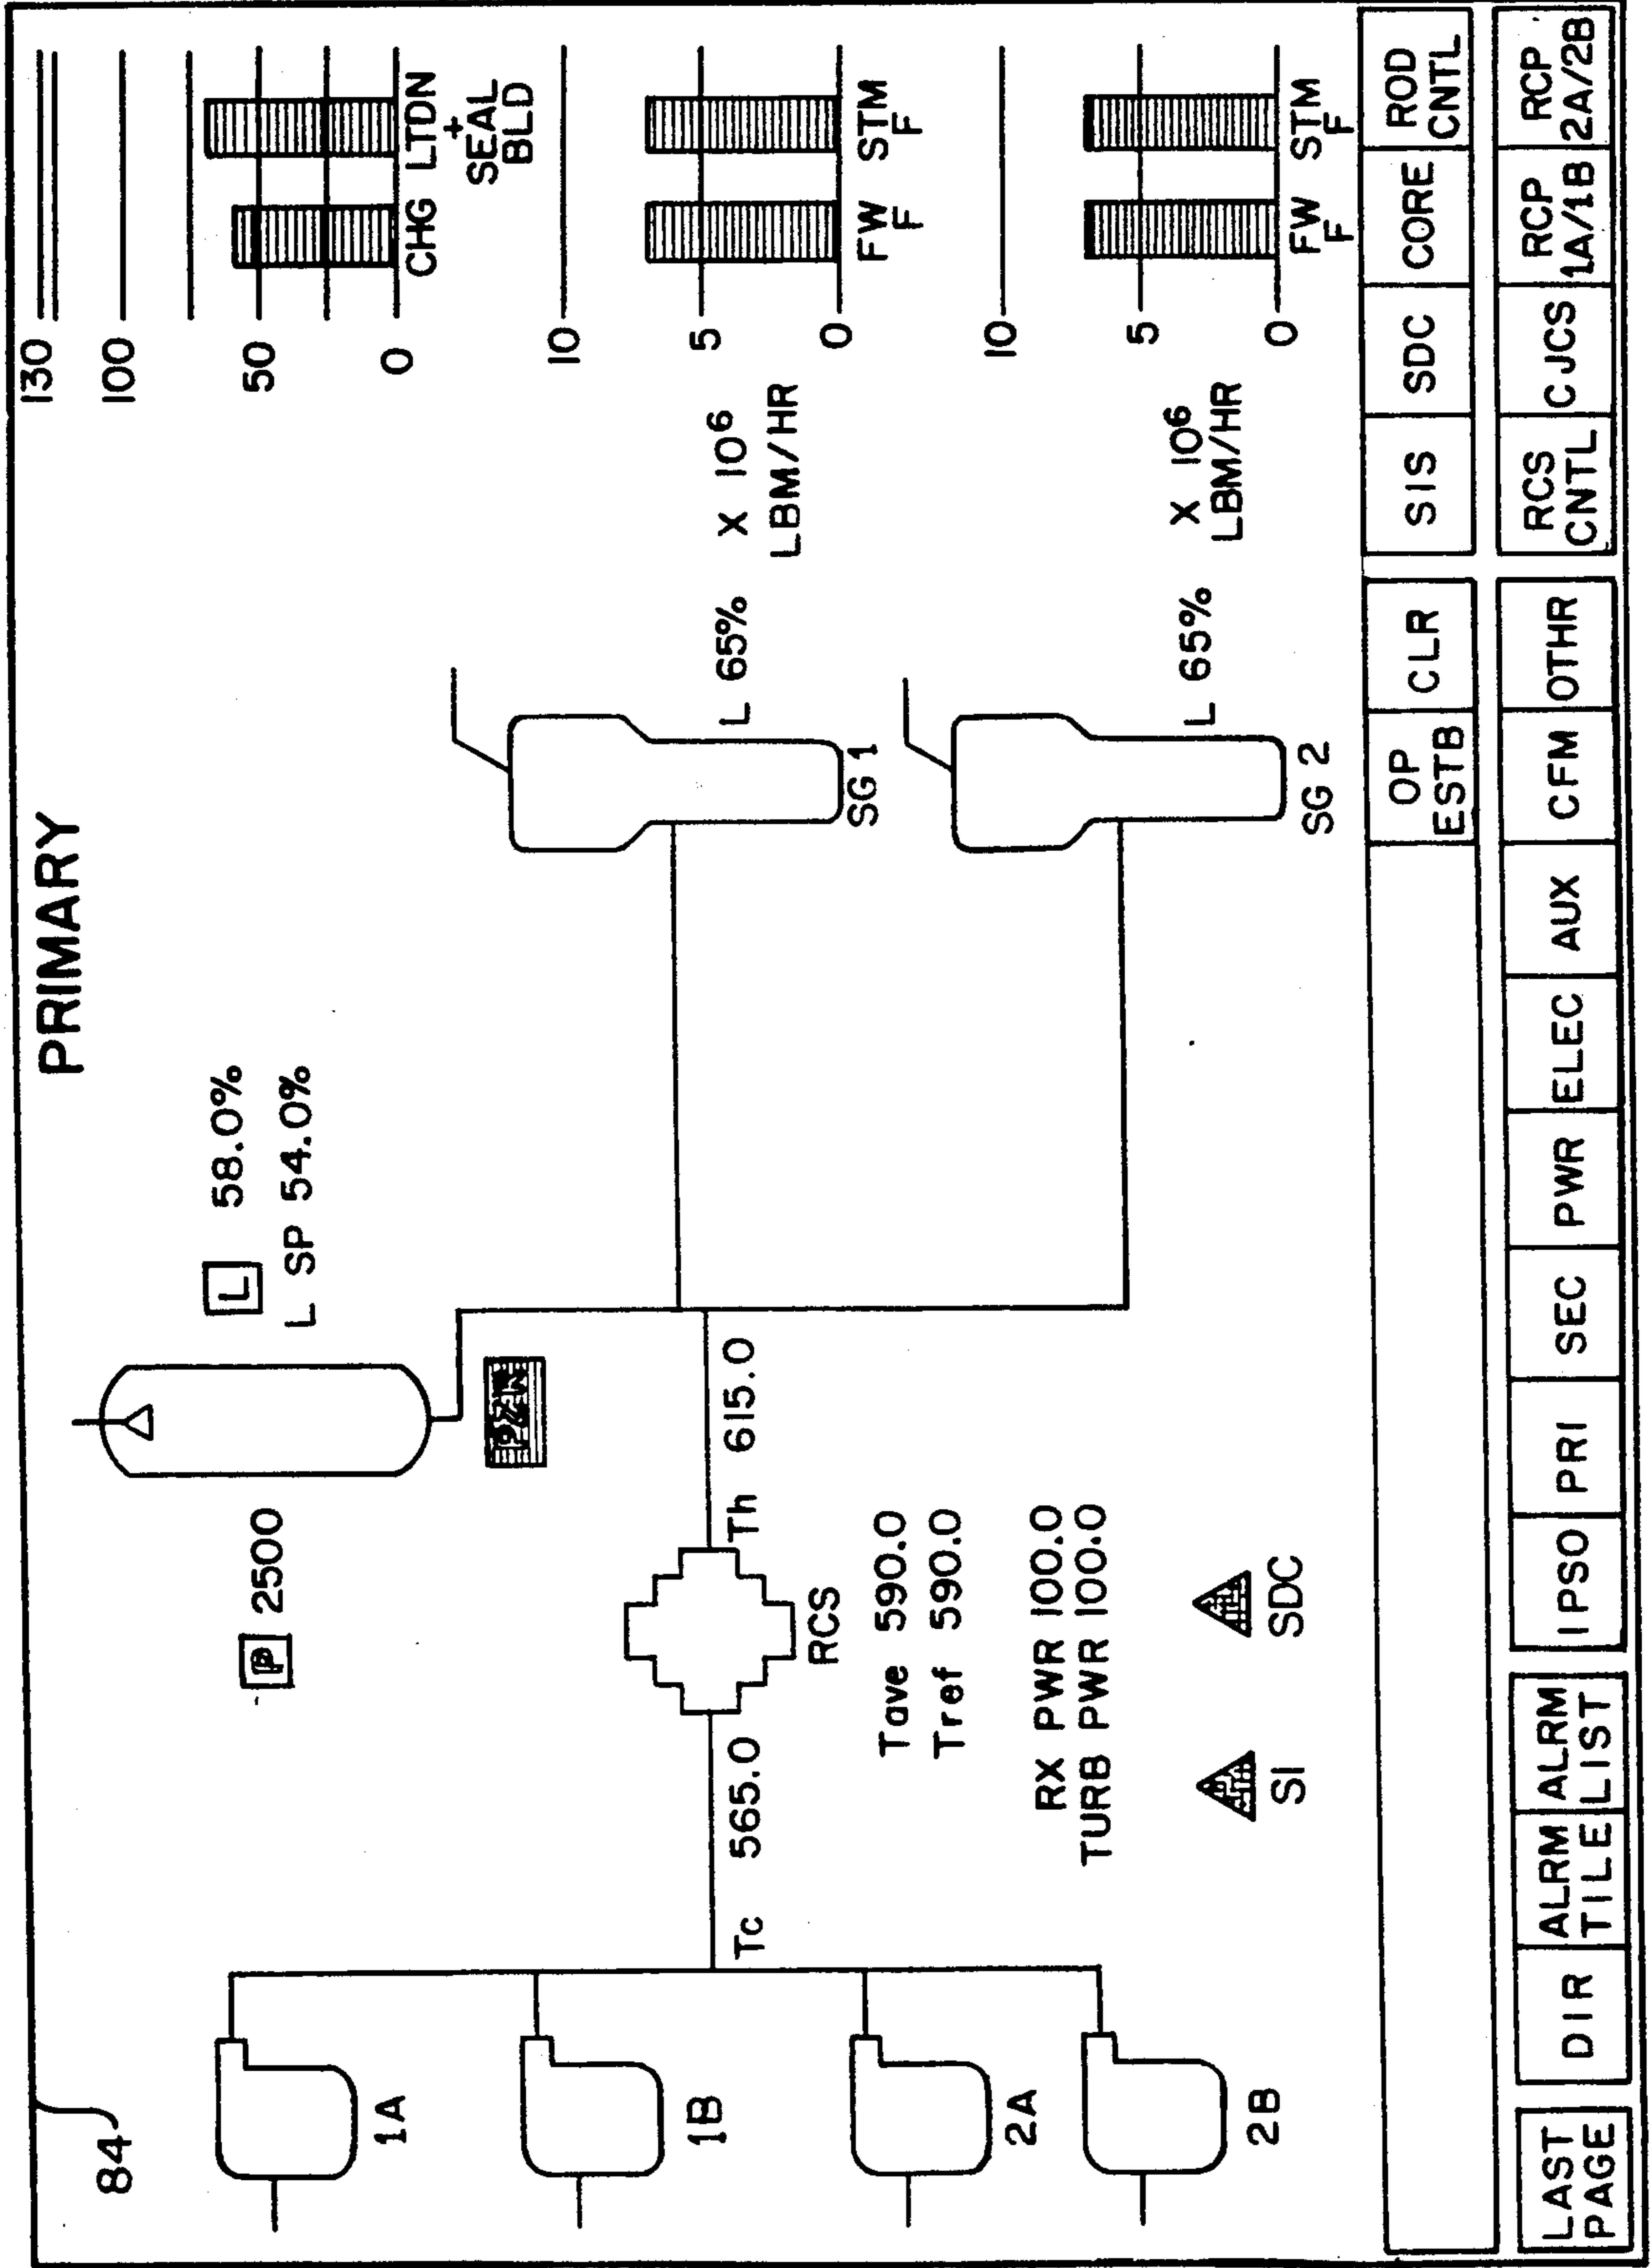 84
PRIMARY
130
100
50
0
CHG LTDN
+
SEAL
BLD
P 2500
L 58.0%
L SP 54.0%
PZR
1A
1B
2A
2B
Tc 565.0
Th 615.0
RCS
Tave 590.0
Tref 590.0
RX PWR 100.0
TURB PWR 100.0
SI
SDC
SG 1
L 65%
X 10⁶
LBM/HR
10
5
0
FW
F
STM
F
SG 2
L 65%
X 10⁶
LBM/HR
10
5
0
FW
F
STM
F
OP
ESTB
CLR
SIS
SDC
CORE
ROD
CNTL
LAST
PAGE
DIR
ALRM
TILE
ALRM
LIST
IPSO
PRI
SEC
PWR
ELEC
AUX
CFM
OTHR
RCS
CNTL
CJCS
RCP
1A/1B
RCP
2A/2B